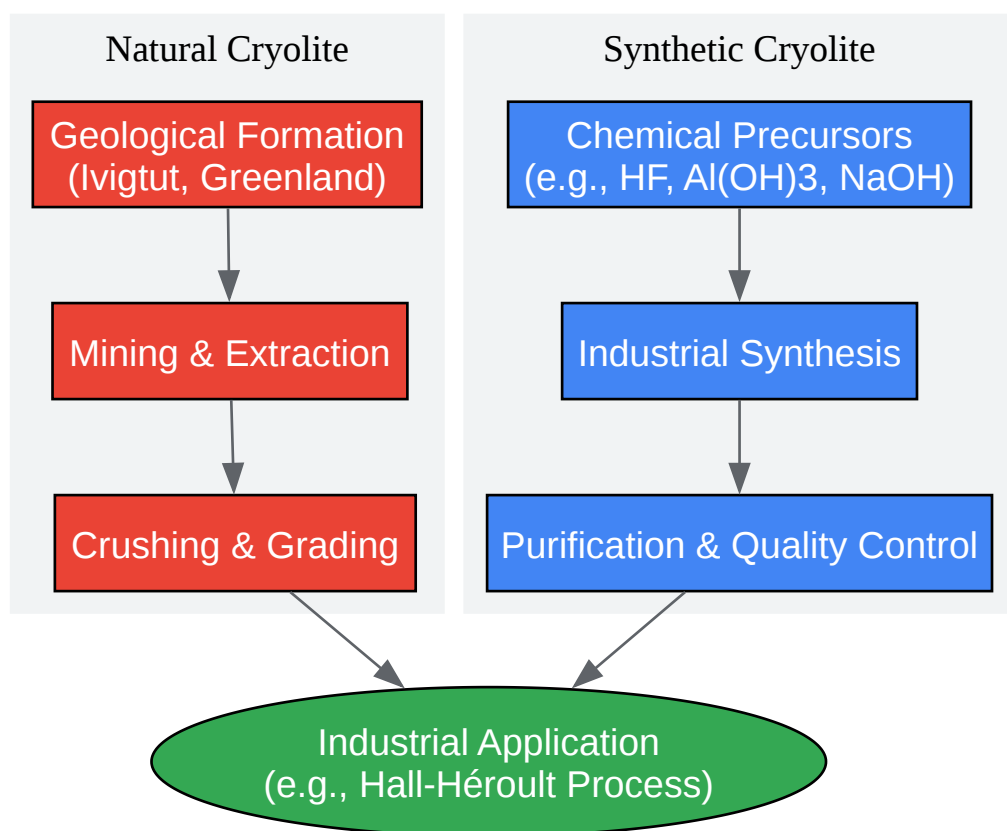 Natural Cryolite
Geological Formation
(Ivigtut, Greenland)
Mining & Extraction
Crushing & Grading
Synthetic Cryolite
Chemical Precursors
(e.g., HF, Al(OH)3, NaOH)
Industrial Synthesis
Purification & Quality Control
Industrial Application
(e.g., Hall-Héroult Process)